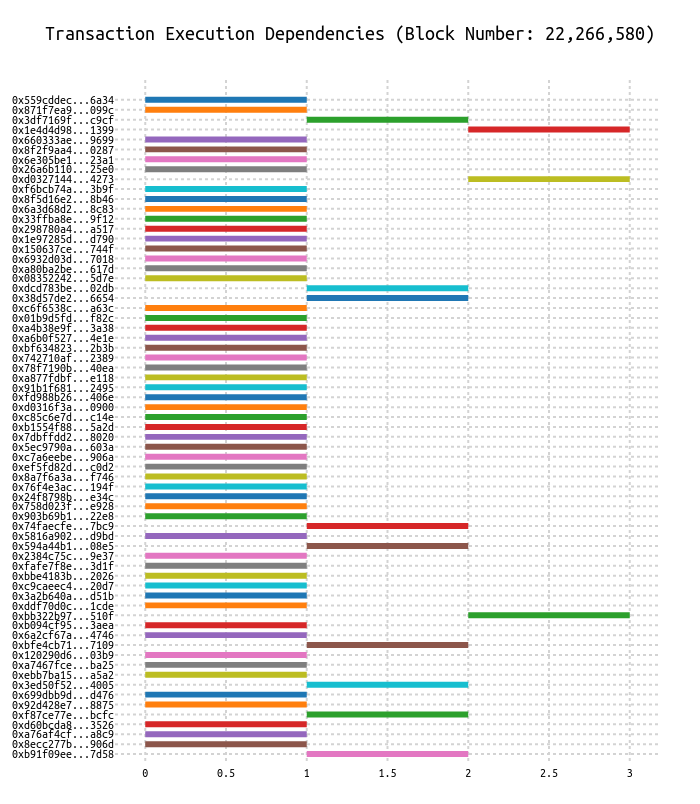 Transaction Execution Dependencies (Block Number: 22,266,580)
0x559cddec...6a34
0x871f7ea9...099c
0x3df7169f...c9cf
0x1e4d4d98...1399
0x660333ae...9699
0x8f2f9aa4...0287
0x6e305be1...23a1
0x26a6b110...25e0
0xd0327144...4273
0xf6bcb74a...3b9f
0x8f5d16e2...8b46
0x6a3d68d2...8c83
0x33ffba8e...9f12
0x298780a4...a517
0x1e97285d...d790
0x150637ce...744f
0x6932d03d...7018
0xa80ba2be...617d
0x08352242...5d7e
0xdcd783be...02db
0x38d57de2...6654
0xc6f6538c...a63c
0x01b9d5fd...f82c
0xa4b38e9f...3a38
0xa6b0f527...4e1e
0xbf634823...2b3b
0x742710af...2389
0x78f7190b...40ea
0xa877fdbf...e118
0x91b1f681...2495
0xfd988b26...406e
0xd0316f3a...0900
0xc85c6e7d...c14e
0xb1554f88...5a2d
0x7dbffdd2...8020
0x5ec9790a...603a
0xc7a6eebe...906a
0xef5fd82d...c0d2
0x8a7f6a3a...f746
0x76f4e3ac...194f
0x24f8798b...e34c
0x758d023f...e928
0x903b69b1...22e8
0x74faecfe...7bc9
0x5816a902...d9bd
0x594a44b1...08e5
0x2384c75c...9e37
0xfafe7f8e...3d1f
0xbbe4183b...2026
0xc9caeec4...20d7
0x3a2b640a...d51b
0xddf70d0c...1cde
0xbb322b97...510f
0xb094cf95...3aea
0x6a2cf67a...4746
0xbfe4cb71...7109
0x120290d6...03b9
0xa7467fce...ba25
0xebb7ba15...a5a2
0x3ed50f52...4005
0x699dbb9d...d476
0x92d428e7...8875
0xf87ce77e...bcfc
0xd60bcda8...3526
0xa76af4cf...a8c9
0x8ecc277b...906d
0xb91f09ee...7d58
0 0.5 1 1.5 2 2.5 3